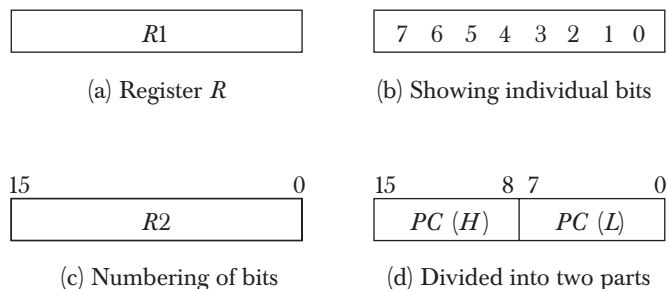 R1
7 6 5 4 3 2 1 0
(a) Register R
(b) Showing individual bits
15 0
15 8 7 0
R2
PC (H) PC (L)
(c) Numbering of bits
(d) Divided into two parts